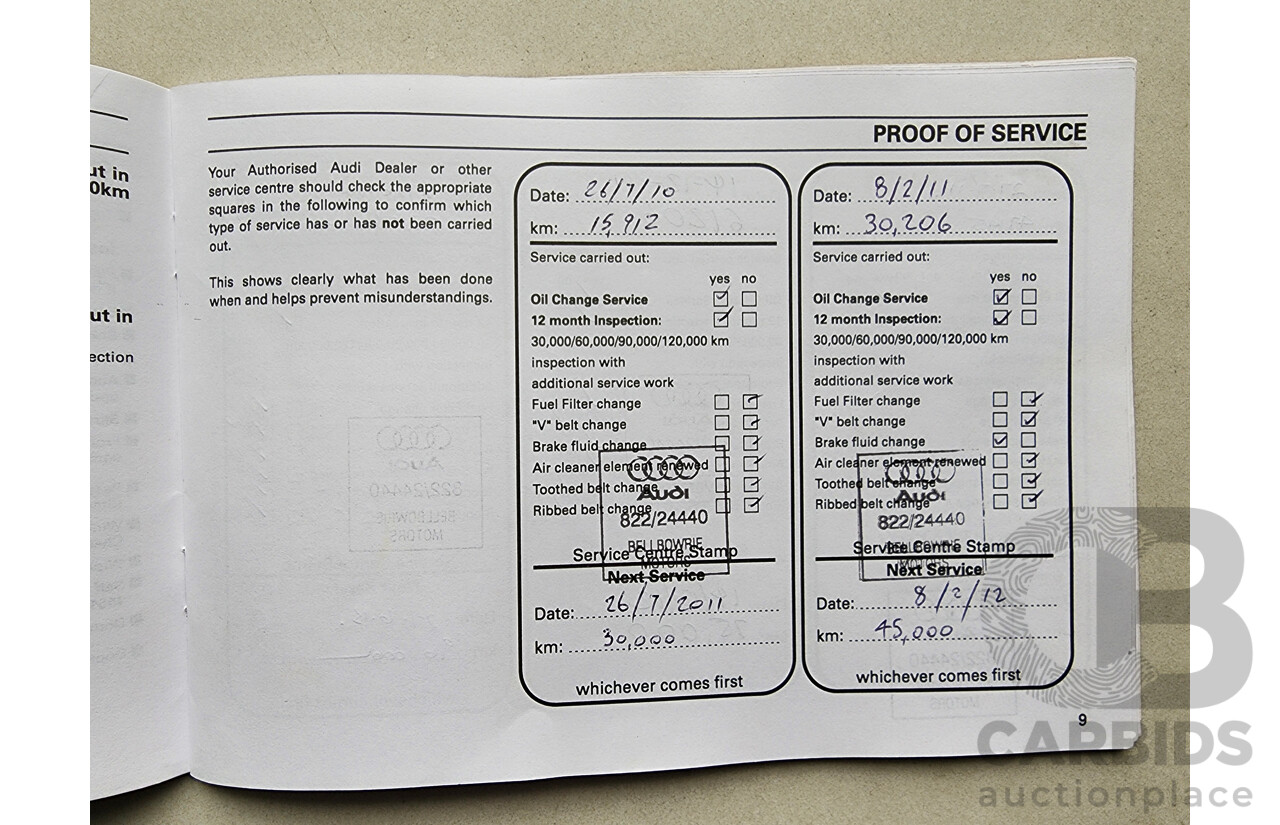 ut in
0km
ut in
ection
PROOF OF SERVICE
Your Authorised Audi Dealer or other
service centre should check the appropriate
squares in the following to confirm which
type of service has or has not been carried
out.
This shows clearly what has been done
when and helps prevent misunderstandings.
Date: 26/7/10
km: 15,912
Service carried out:
yes no
Oil Change Service
12 month Inspection:
30,000/60,000/90,000/120,000 km
inspection with
additional service work
Fuel Filter change
"V" belt change
Brake fluid change
Air cleaner element renewed
Toothed belt change
Ribbed belt change
Audi
822/24440
BELLBOWRIE
MOTORS
Service Centre Stamp
Next Service
Date: 26/7/2011
km: 30,000
whichever comes first
Date: 8/2/11
km: 30,206
Service carried out:
yes no
Oil Change Service
12 month Inspection:
30,000/60,000/90,000/120,000 km
inspection with
additional service work
Fuel Filter change
"V" belt change
Brake fluid change
Air cleaner element renewed
Toothed belt change
Ribbed belt change
Audi
822/24440
BELLBOWRIE
MOTORS
Service Centre Stamp
Next Service
Date: 8/2/12
km: 45,000
whichever comes first
9
CARBIDS
auctionplace